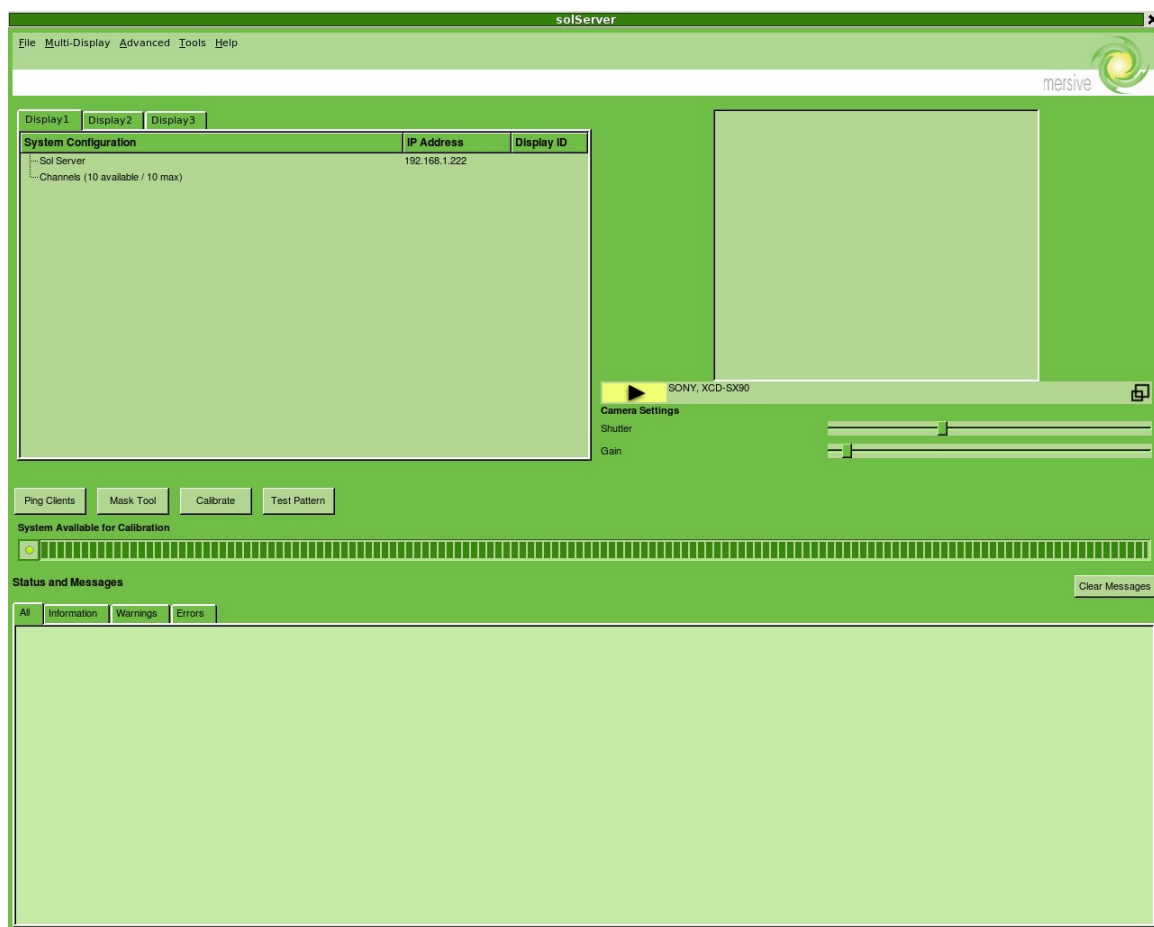 solServer
File Multi-Display Advanced Tools Help
mersive
Display1 Display2 Display3
System Configuration IP Address Display ID
Sol Server 192.168.1.222
Channels (10 available / 10 max)
SONY, XCD-SX90
Camera Settings
Shutter
Gain
Ping Clients Mask Tool Calibrate Test Pattern
System Available for Calibration
Status and Messages
Clear Messages
All Information Warnings Errors